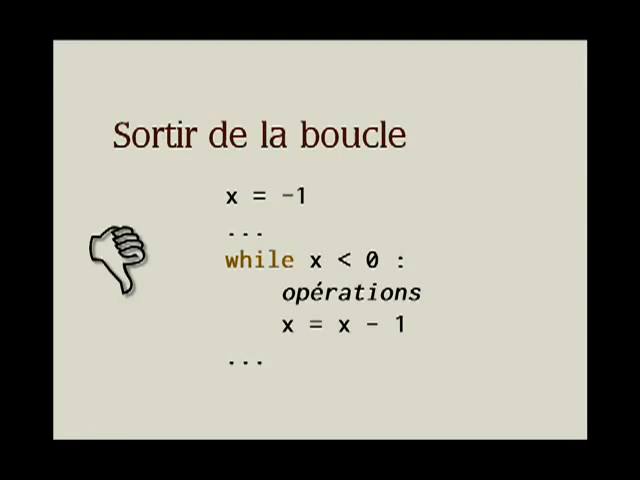 Sortir de la boucle
x = -1
...
while x < 0 :
opérations
x = x - 1
...